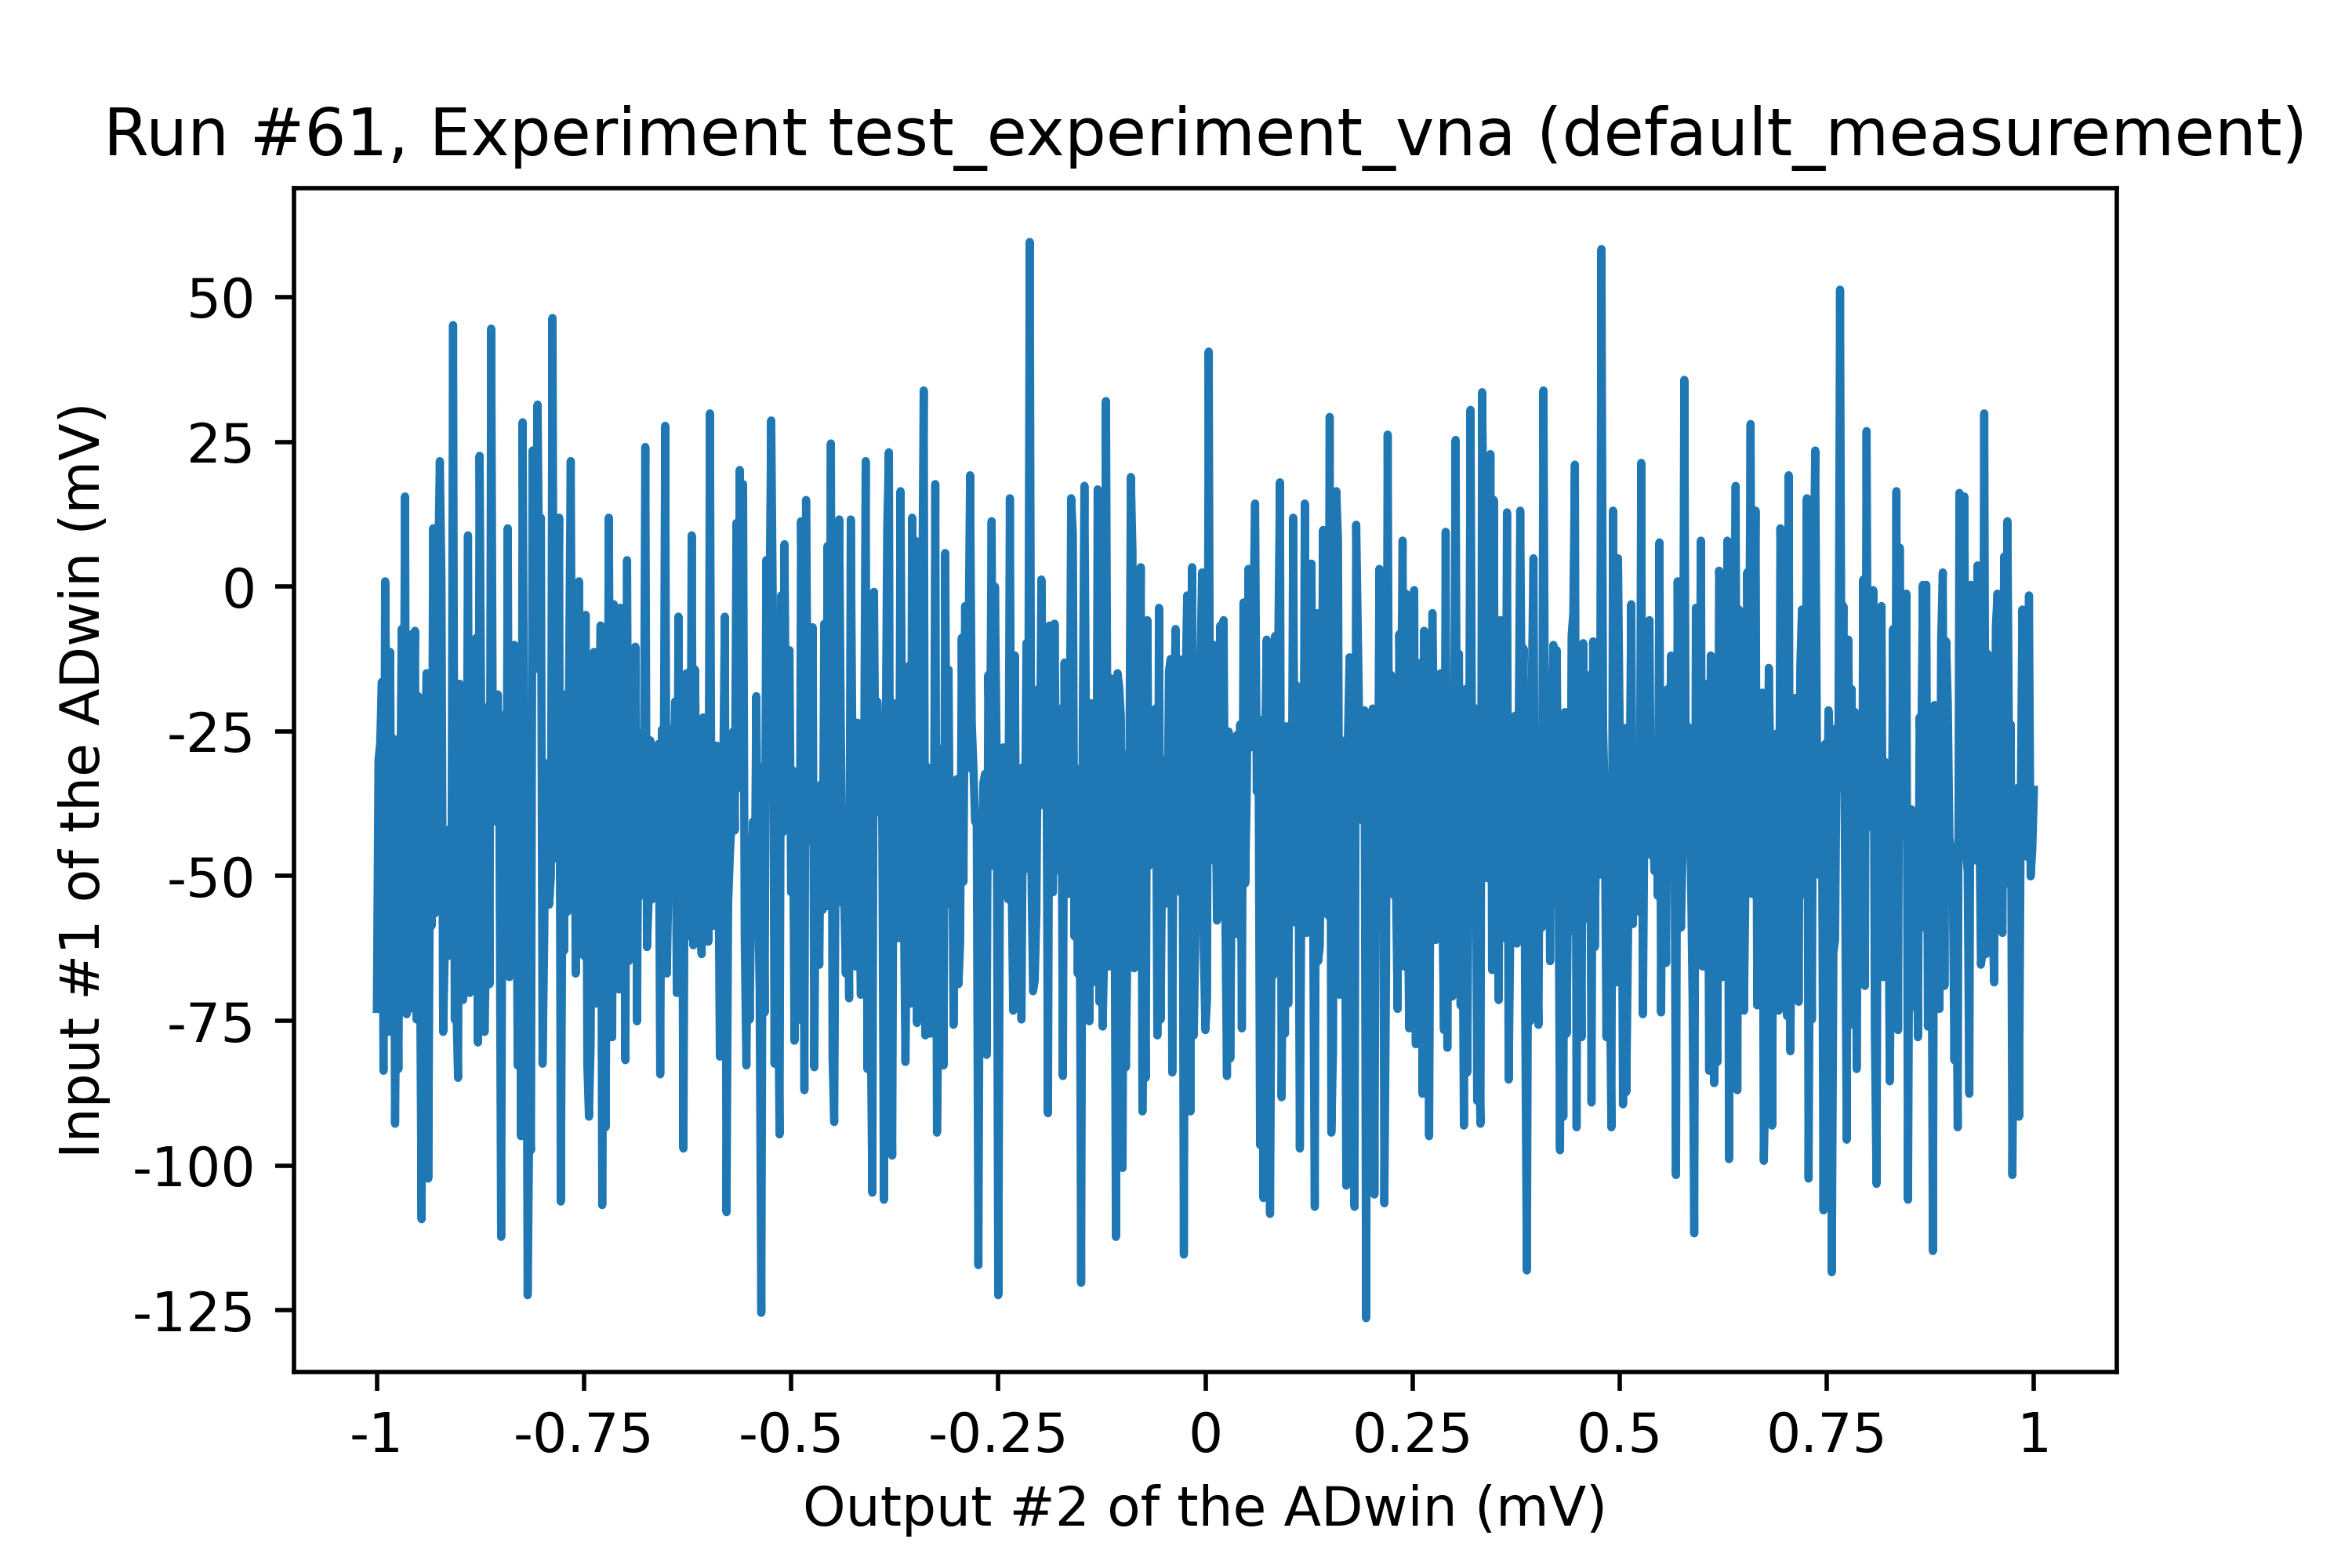 Run #61, Experiment test_experiment_vna (default_measurement)
Input #1 of the ADwin (mV)
50
25
0
-25
-50
-75
-100
-125
-1 -0.75 -0.5 -0.25 0 0.25 0.5 0.75 1
Output #2 of the ADwin (mV)